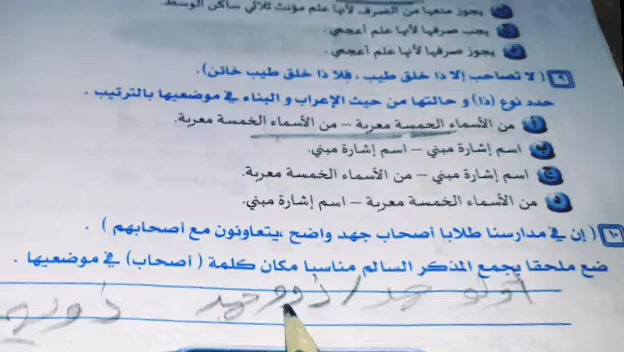 يجوز منعها من الصرف لأنها علم مؤنث ثلاثي ساكن الوسط.
ج يجب صرفها لأنها علم أعجمي.
د يجوز صرفها لأنها علم أعجمي.
٩ ( لا تصاحب إلا ذا خلق طيب ، فلا ذا خلق طيب خائن).
حدد نوع (ذا) و حالتها من حيث الإعراب و البناء في موضعيها بالترتيب .
أ من الأسماء الخمسة معربة – من الأسماء الخمسة معربة.
ب اسم إشارة مبني – اسم إشارة مبني.
ج اسم إشارة مبني – من الأسماء الخمسة معربة.
د من الأسماء الخمسة معربة – اسم إشارة مبني.
١٠ ( إن في مدارسنا طلابا أصحاب جهد واضح ،يتعاونون مع أصحابهم ) .
ضع ملحقا بجمع المذكر السالم مناسبا مكان كلمة ( أصحاب) في موضعيها .
أولو جهد / ذوو جهد